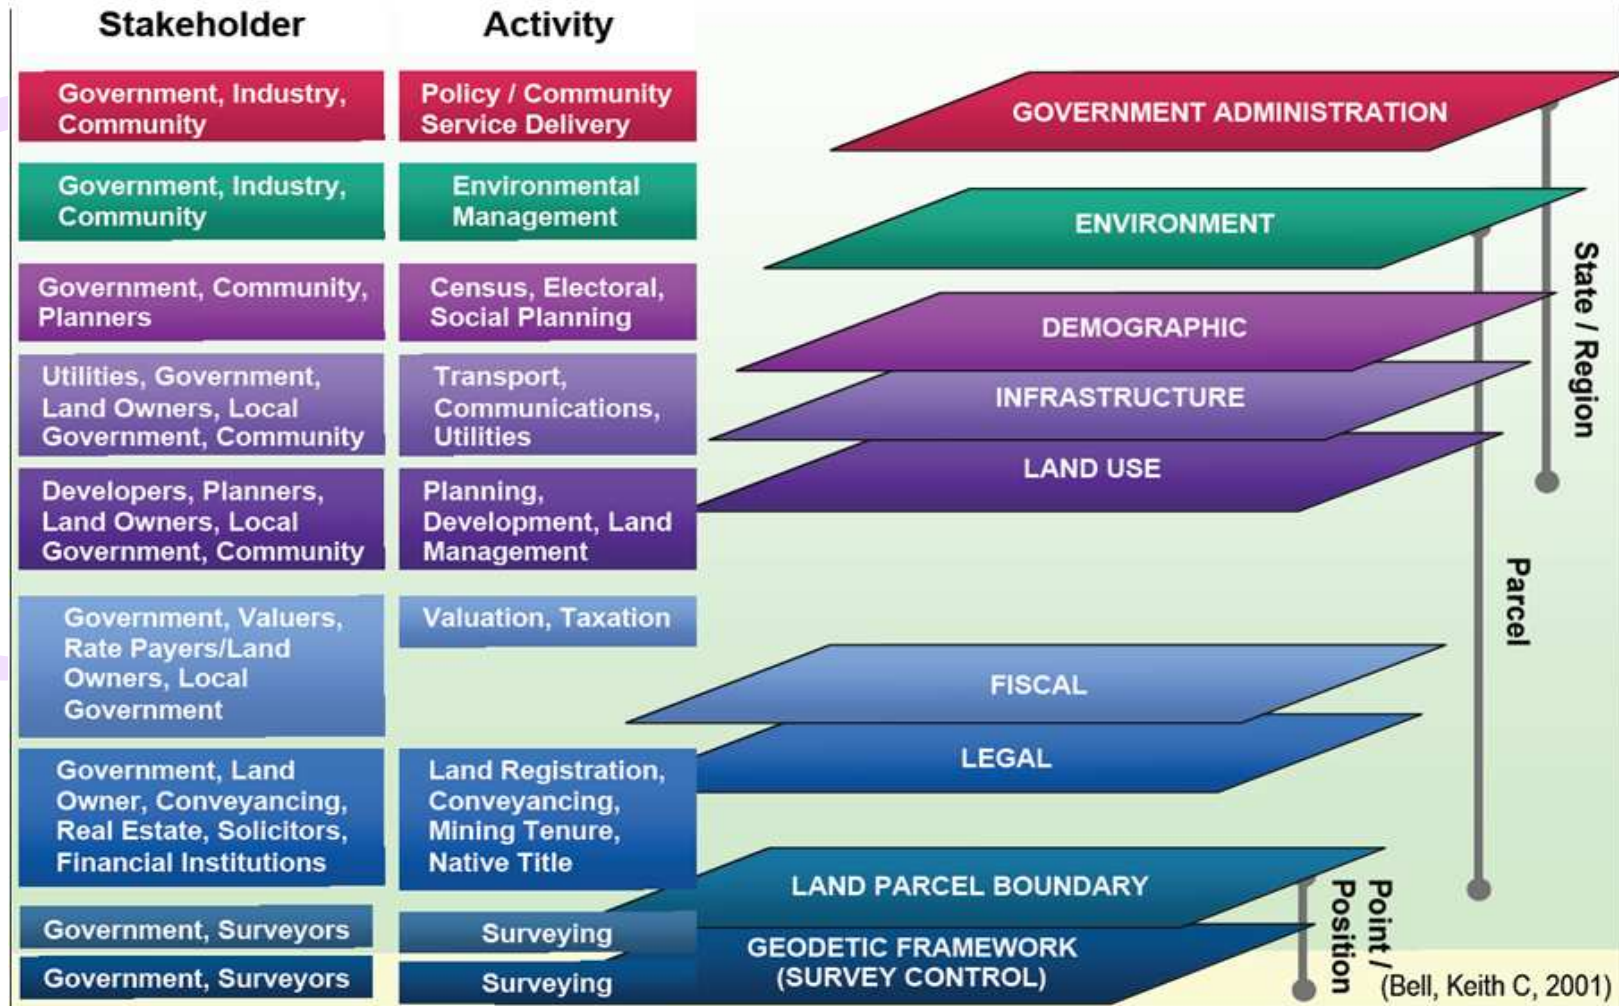 Stakeholder
Activity
Government, Industry,
Community
Policy / Community
Service Delivery
GOVERNMENT ADMINISTRATION
Government, Industry,
Community
Environmental
Management
ENVIRONMENT
Government, Community,
Planners
Census, Electoral,
Social Planning
DEMOGRAPHIC
Utilities, Government,
Land Owners, Local
Government, Community
Transport,
Communications,
Utilities
INFRASTRUCTURE
Developers, Planners,
Land Owners, Local
Government, Community
Planning,
Development, Land
Management
LAND USE
State / Region
Government, Valuers,
Rate Payers/Land
Owners, Local
Government
Valuation, Taxation
FISCAL
Parcel
Government, Land
Owner, Conveyancing,
Real Estate, Solicitors,
Financial Institutions
Land Registration,
Conveyancing,
Mining Tenure,
Native Title
LEGAL
Government, Surveyors
Surveying
LAND PARCEL BOUNDARY
Government, Surveyors
Surveying
GEODETIC FRAMEWORK
(SURVEY CONTROL)
Point /
Position
(Bell, Keith C, 2001)